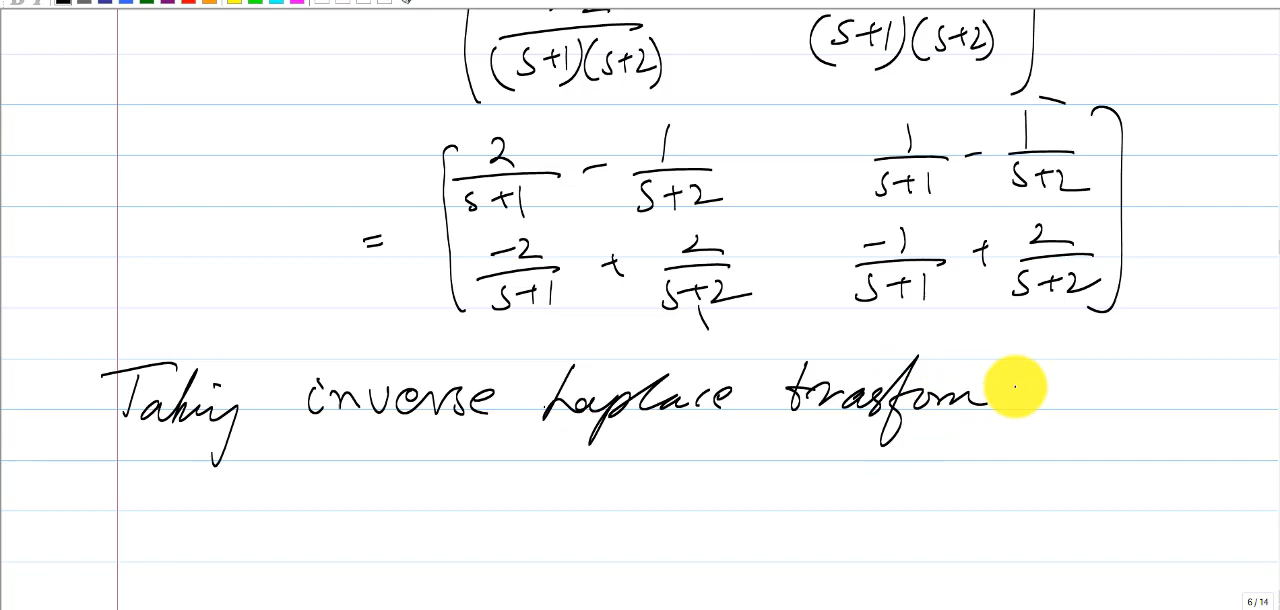 (s+1)(s+2) (s+1)(s+2)
2/(s+1) - 1/(s+2) 1/(s+1) - 1/(s+2)
= -2/(s+1) + 2/(s+2) -1/(s+1) + 2/(s+2)
Taking inverse Laplace trasform
6 / 14